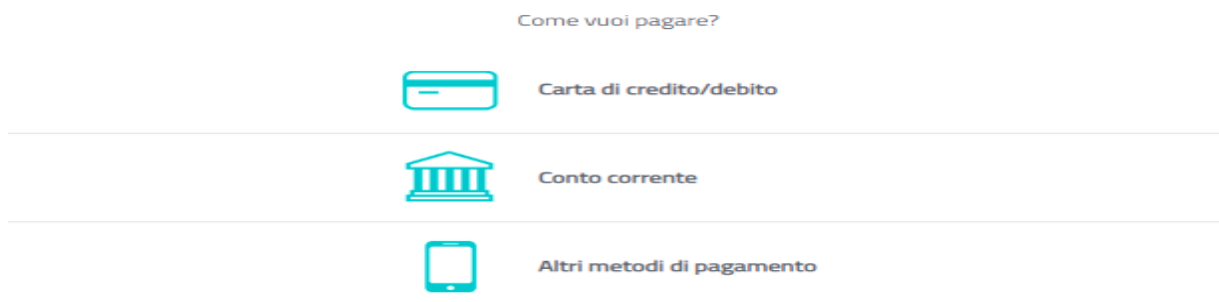 Come vuoi pagare?
Carta di credito/debito
Conto corrente
Altri metodi di pagamento